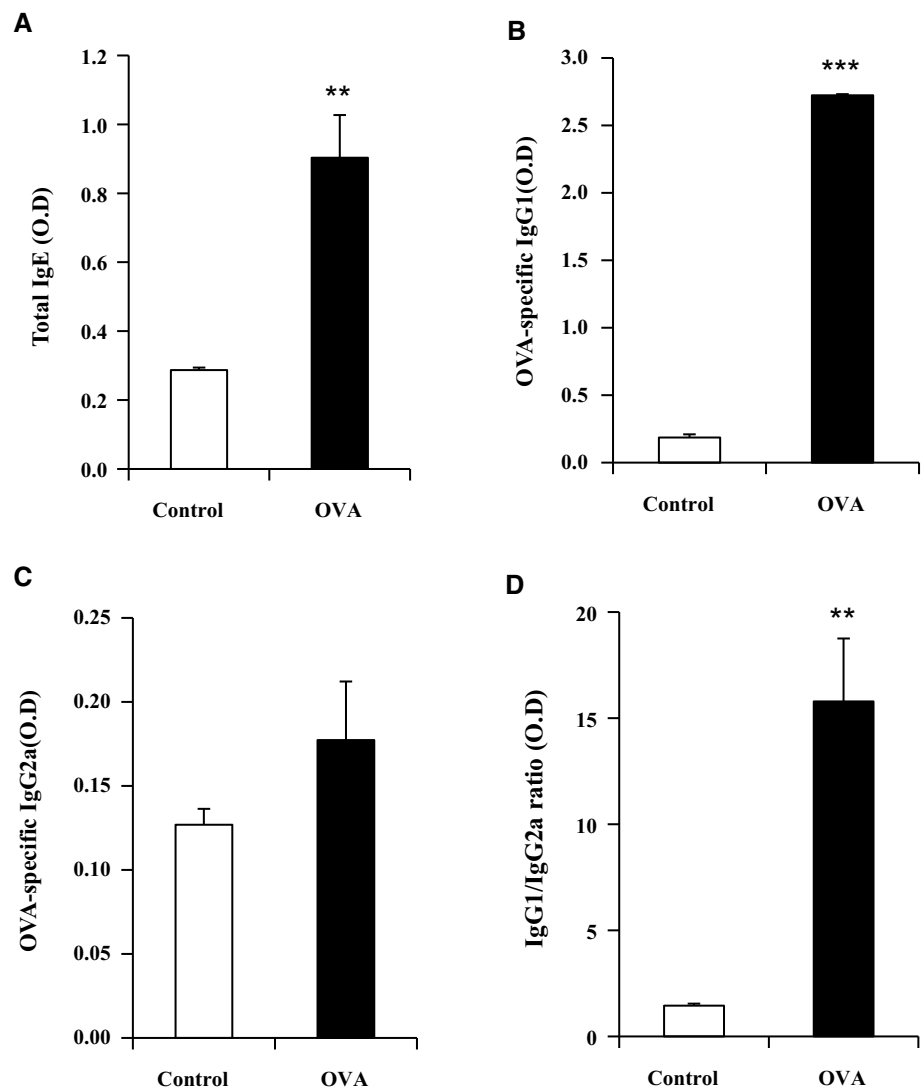 A
Total IgE (O.D)
1.2
1.0
0.8
0.6
0.4
0.2
0.0
**
Control OVA
B
OVA-specific IgG1(O.D)
3.0
2.5
2.0
1.5
1.0
0.5
0.0
***
Control OVA
C
OVA-specific IgG2a(O.D)
0.25
0.20
0.15
0.10
0.05
0.00
Control OVA
D
IgG1/IgG2a ratio (O.D)
20
15
10
5
0
**
Control OVA